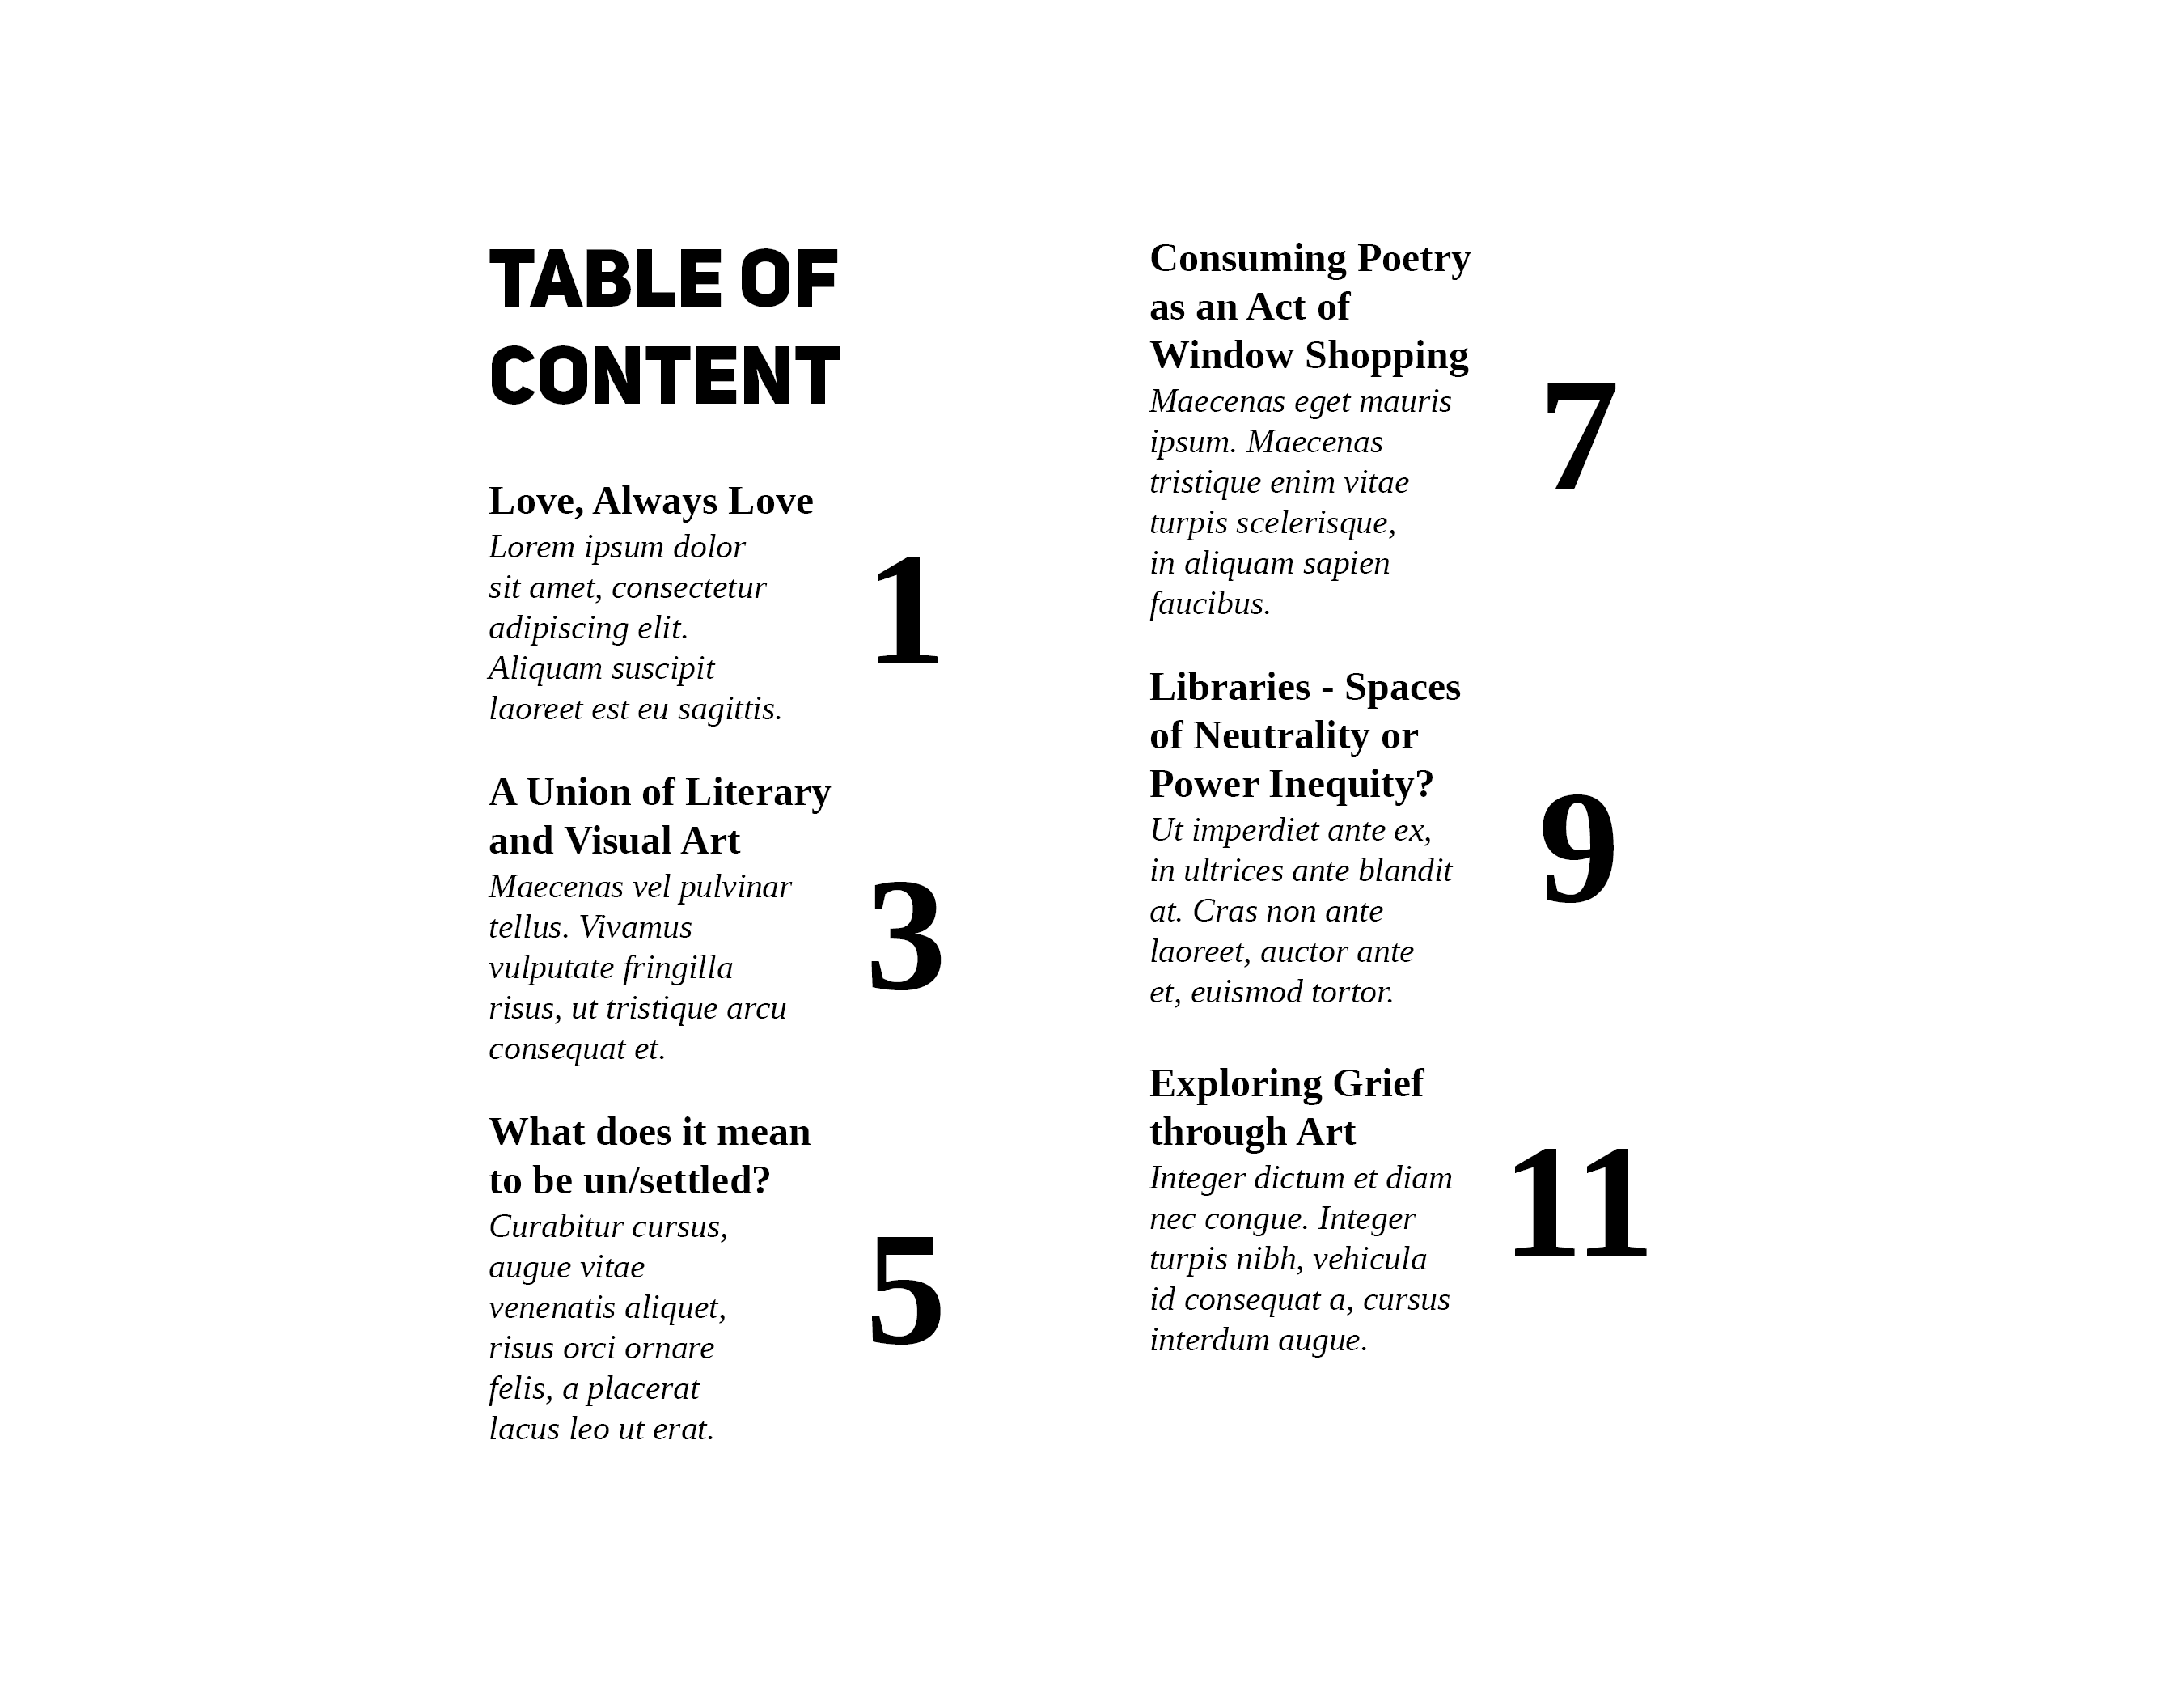 TABLE OF
CONTENT
Love, Always Love
Lorem ipsum dolor
sit amet, consectetur
adipiscing elit.
Aliquam suscipit
laoreet est eu sagittis.
1
A Union of Literary
and Visual Art
Maecenas vel pulvinar
tellus. Vivamus
vulputate fringilla
risus, ut tristique arcu
consequat et.
3
What does it mean
to be un/settled?
Curabitur cursus,
augue vitae
venenatis aliquet,
risus orci ornare
felis, a placerat
lacus leo ut erat.
5
Consuming Poetry
as an Act of
Window Shopping
Maecenas eget mauris
ipsum. Maecenas
tristique enim vitae
turpis scelerisque,
in aliquam sapien
faucibus.
7
Libraries - Spaces
of Neutrality or
Power Inequity?
Ut imperdiet ante ex,
in ultrices ante blandit
at. Cras non ante
laoreet, auctor ante
et, euismod tortor.
9
Exploring Grief
through Art
Integer dictum et diam
nec congue. Integer
turpis nibh, vehicula
id consequat a, cursus
interdum augue.
11